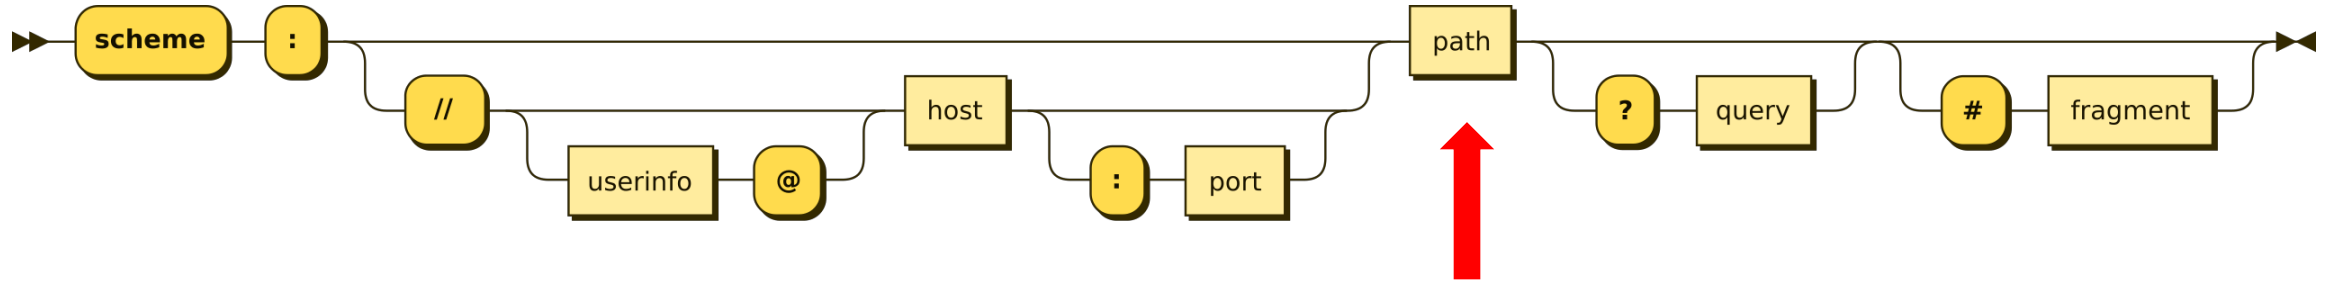 scheme : path
// host ? query # fragment
userinfo @ : port